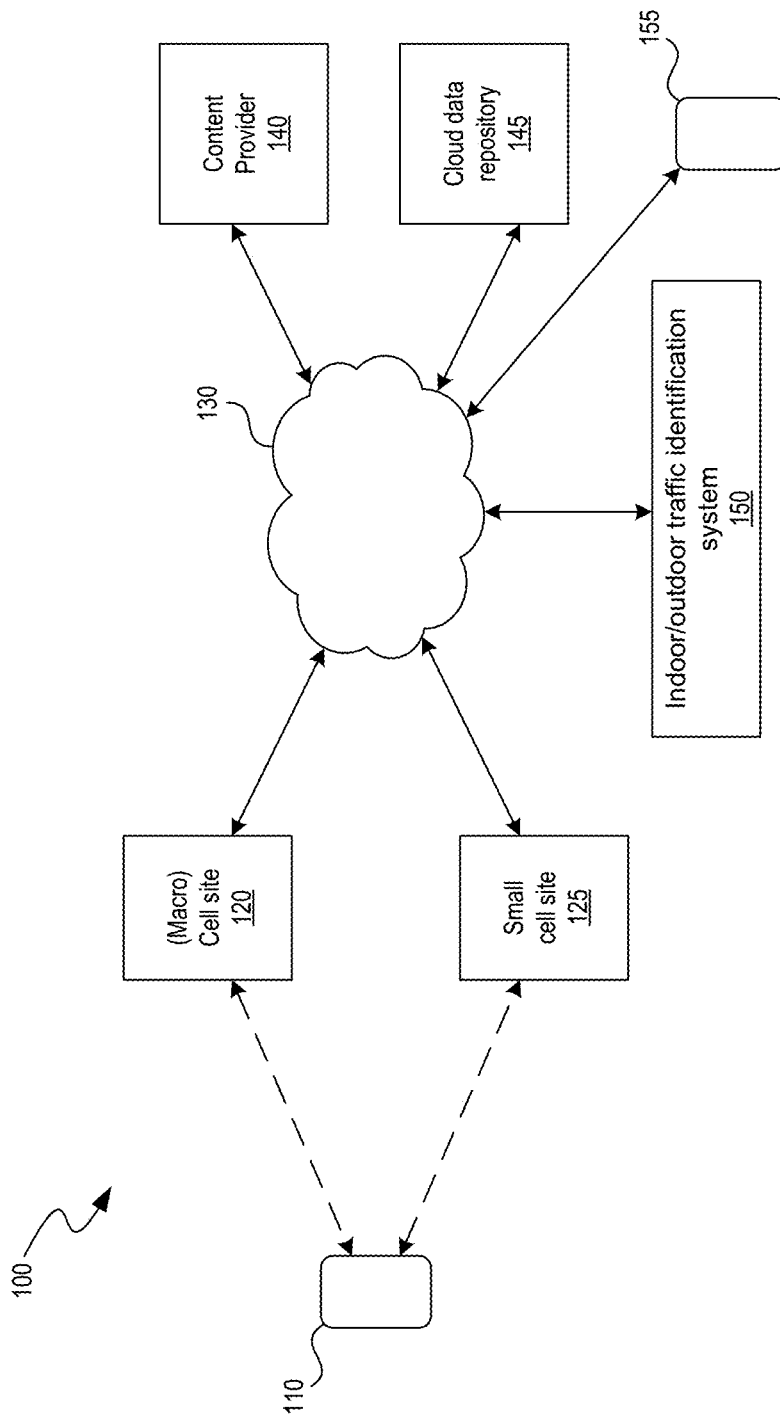 100
110
(Macro)
Cell site
120
Small
cell site
125
130
Content
Provider
140
Cloud data
repository
145
Indoor/outdoor traffic identification
system 150
155